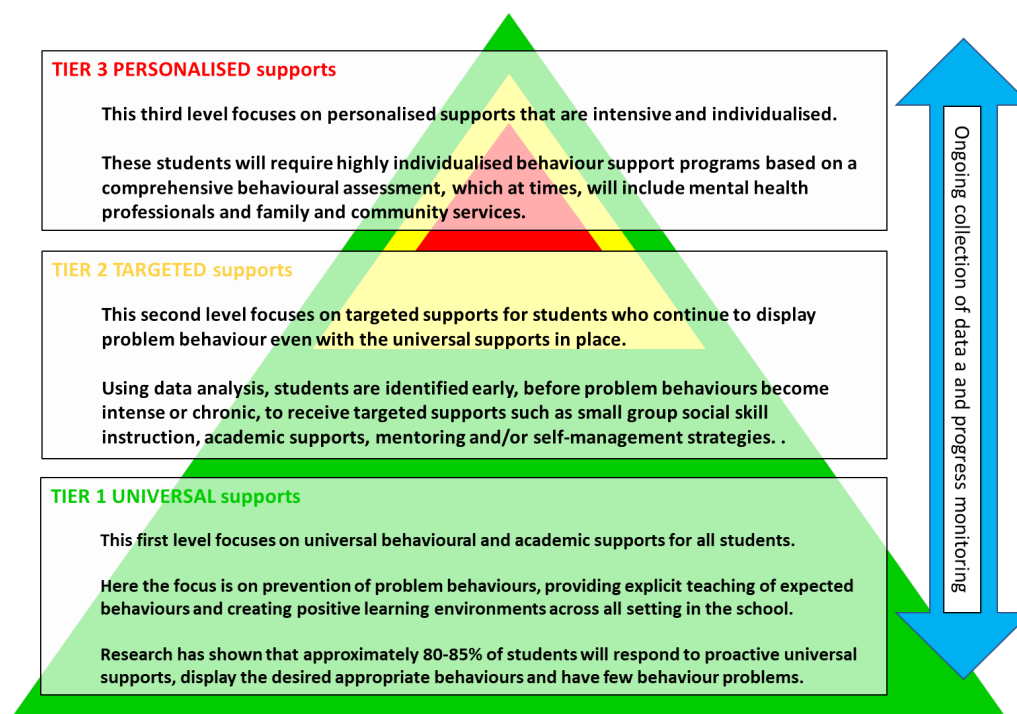 TIER 3 PERSONALISED supports
This third level focuses on personalised supports that are intensive and individualised.
These students will require highly individualised behaviour support programs based on a
comprehensive behavioural assessment, which at times, will include mental health
professionals and family and community services.
TIER 2 TARGETED supports
This second level focuses on targeted supports for students who continue to display
problem behaviour even with the universal supports in place.
Using data analysis, students are identified early, before problem behaviours become
intense or chronic, to receive targeted supports such as small group social skill
instruction, academic supports, mentoring and/or self-management strategies. .
TIER 1 UNIVERSAL supports
This first level focuses on universal behavioural and academic supports for all students.
Here the focus is on prevention of problem behaviours, providing explicit teaching of expected
behaviours and creating positive learning environments across all setting in the school.
Research has shown that approximately 80-85% of students will respond to proactive universal
supports, display the desired appropriate behaviours and have few behaviour problems.
Ongoing collection of data a and progress monitoring